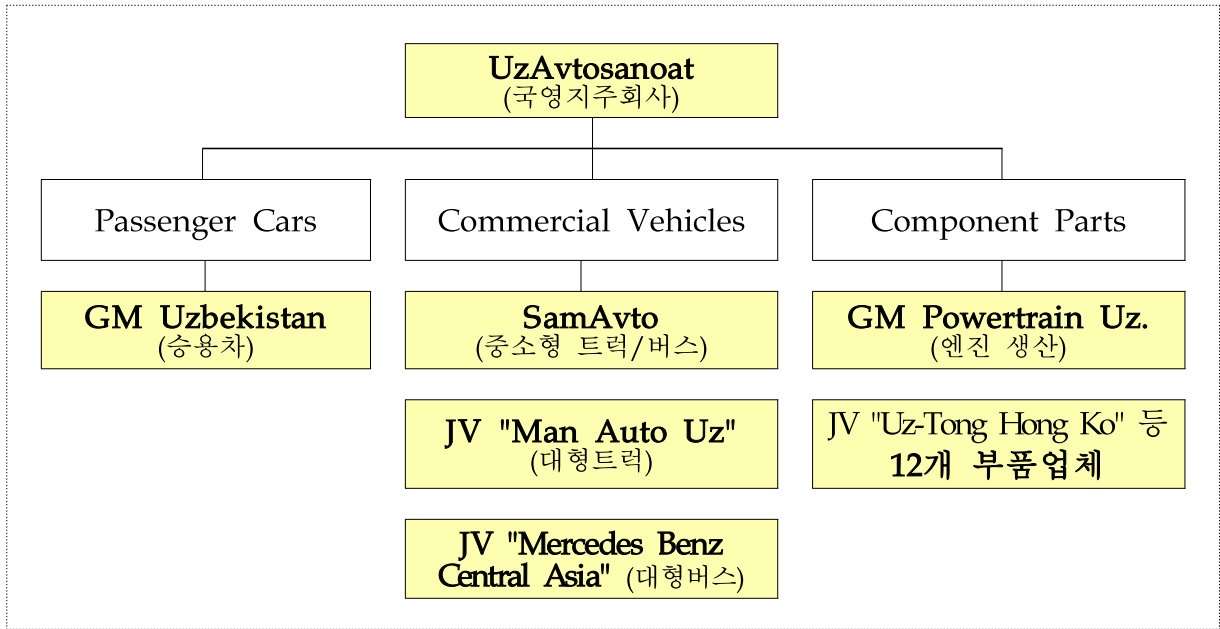 UzAvtosanoat
(국영지주회사)
Passenger Cars
Commercial Vehicles
Component Parts
GM Uzbekistan
(승용차)
SamAvto
(중소형 트럭/버스)
GM Powertrain Uz.
(엔진 생산)
JV "Man Auto Uz"
(대형트럭)
JV "Uz-Tong Hong Ko" 등
12개 부품업체
JV "Mercedes Benz
Central Asia" (대형버스)